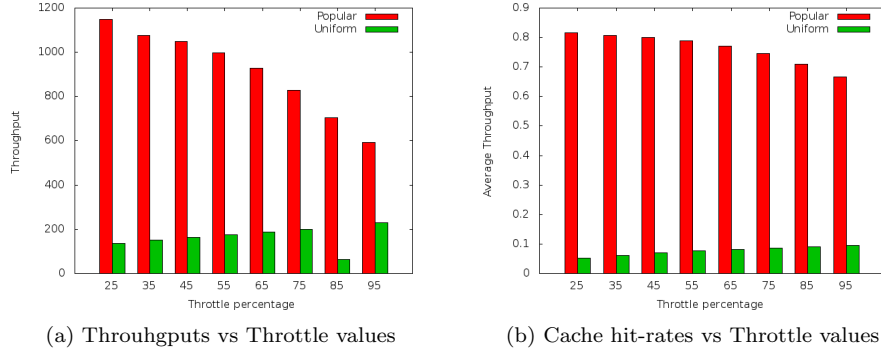 1200
1000
800
600
400
200
0
Throughput
Popular
Uniform
25 35 45 55 65 75 85 95
Throttle percentage
(a) Throuhgputs vs Throttle values
0.9
0.8
0.7
0.6
0.5
0.4
0.3
0.2
0.1
0
Average Throughput
Popular
Uniform
25 35 45 55 65 75 85 95
Throttle percentage
(b) Cache hit-rates vs Throttle values